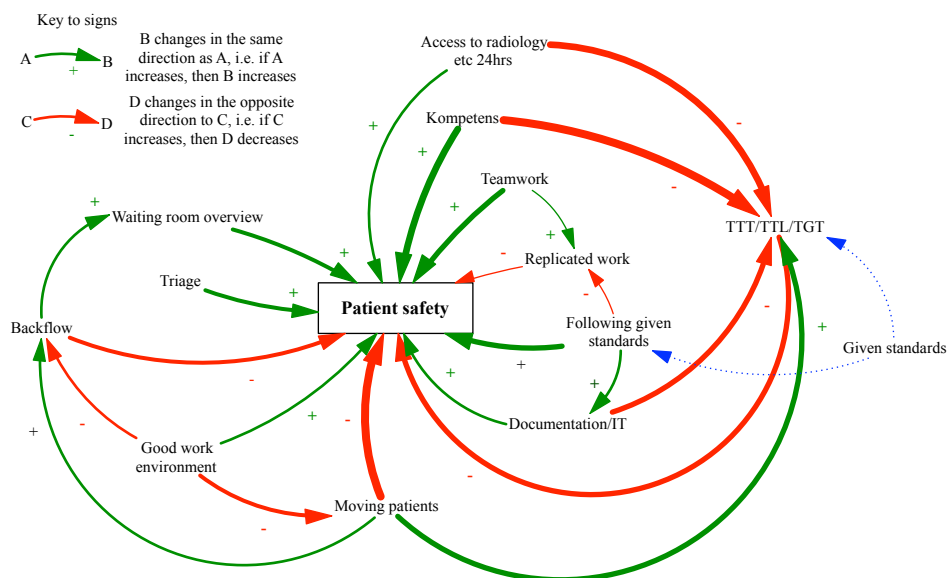 Key to signs
A
+
B
B changes in the same
direction as A, i.e. if A
increases, then B increases
C
-
D
D changes in the opposite
direction to C, i.e. if C
increases, then D decreases
Access to radiology
etc 24hrs
+
-
Kompetens
+
-
Teamwork
+
+
+
Waiting room overview
+
TTT/TTL/TGT
-
Replicated work
Triage
+
-
-
Patient safety
Backflow
Following given
standards
+
Given standards
-
+
+
+
-
+
Documentation/IT
+
-
-
Good work
environment
-
-
Moving patients